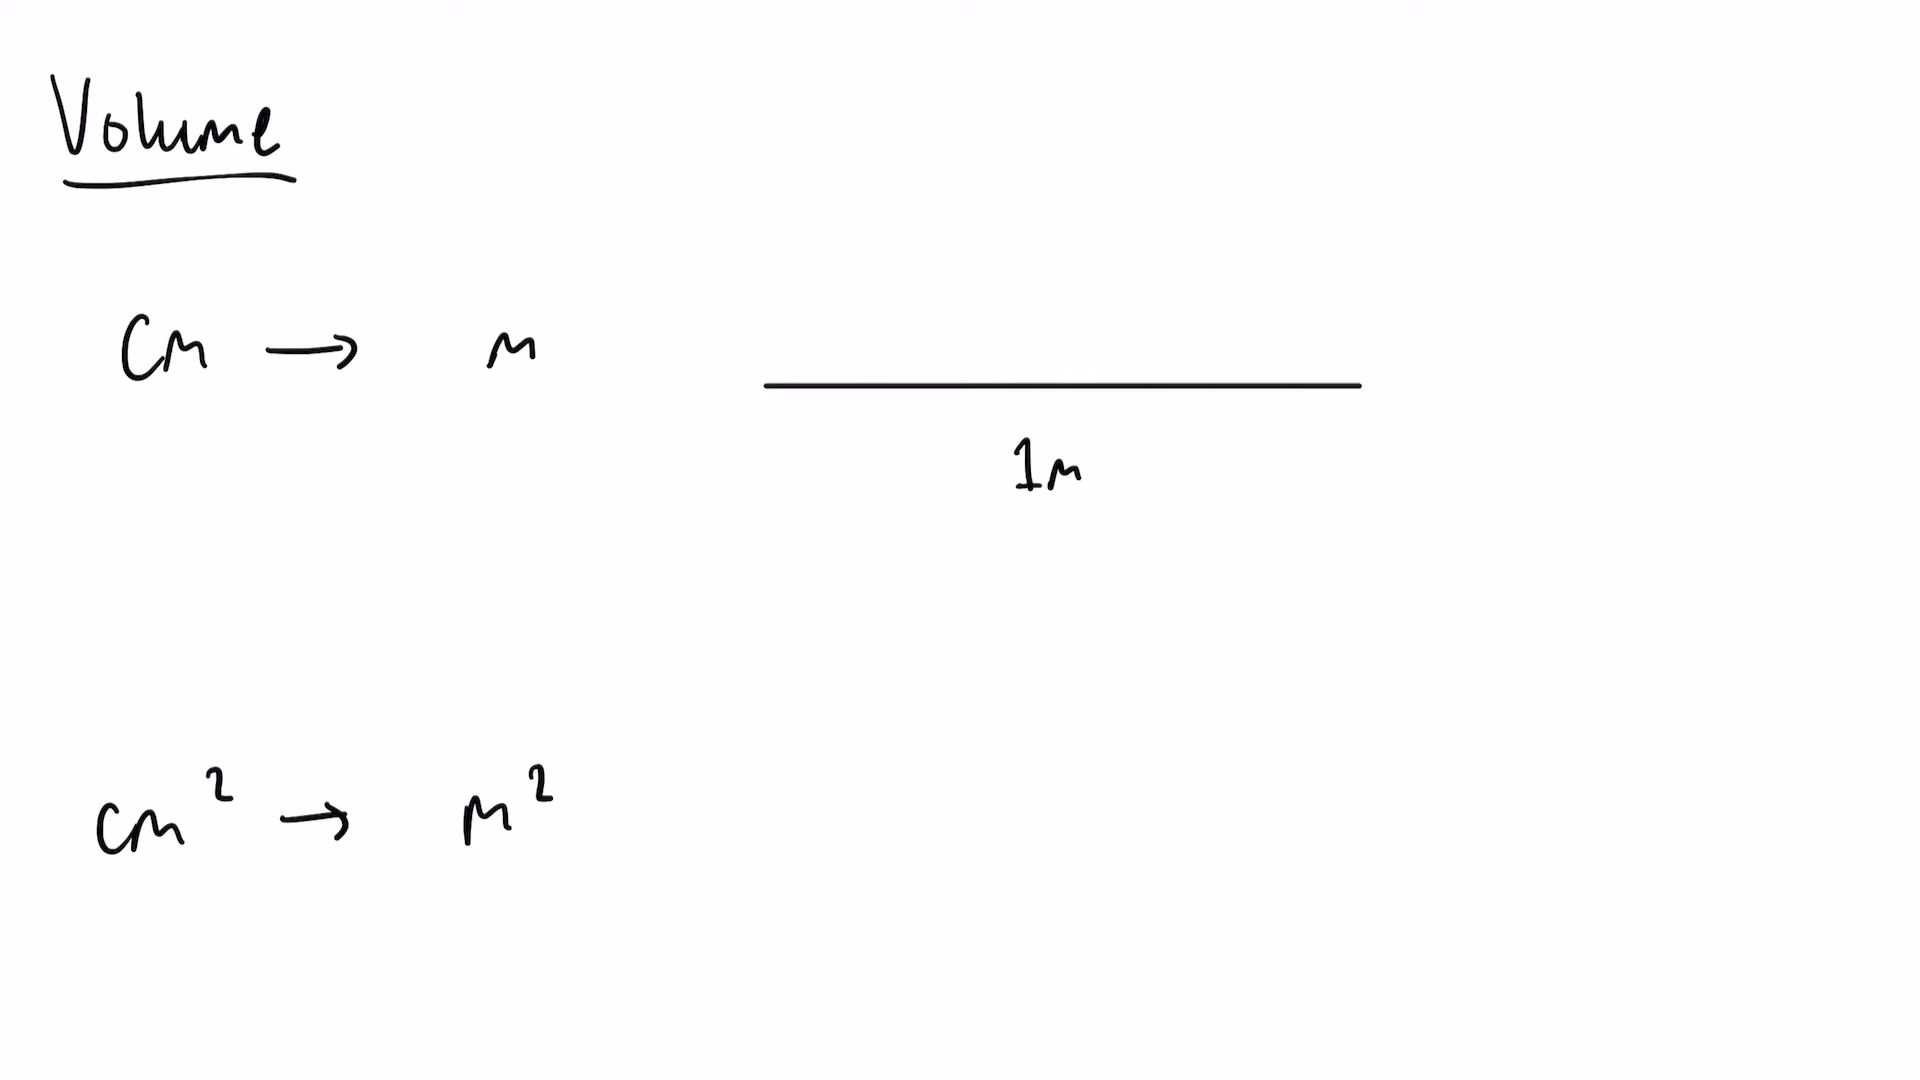 Volume
cm → m
1m
cm² → m²